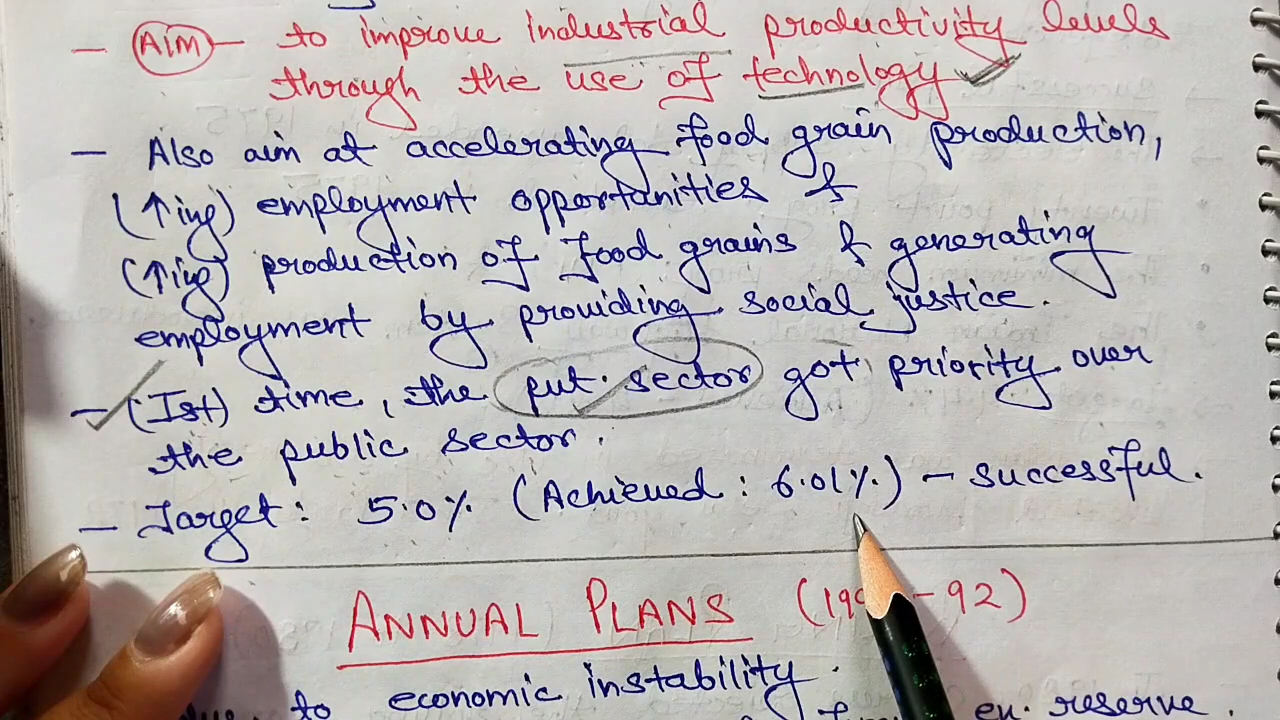 - (AIM) - to improve industrial productivity levels
through the use of technology
- Also aim at accelerating food grain production,
(↑ing) employment opportunities &
(↑ing) production of food grains & generating
employment by providing social justice.
- (Ist) time, the put. sector got priority over
the public sector.
- Target: 5.0% (Achieved: 6.01%) - successful.
ANNUAL PLANS ( - 92)
to economic instability.
en. reserve.